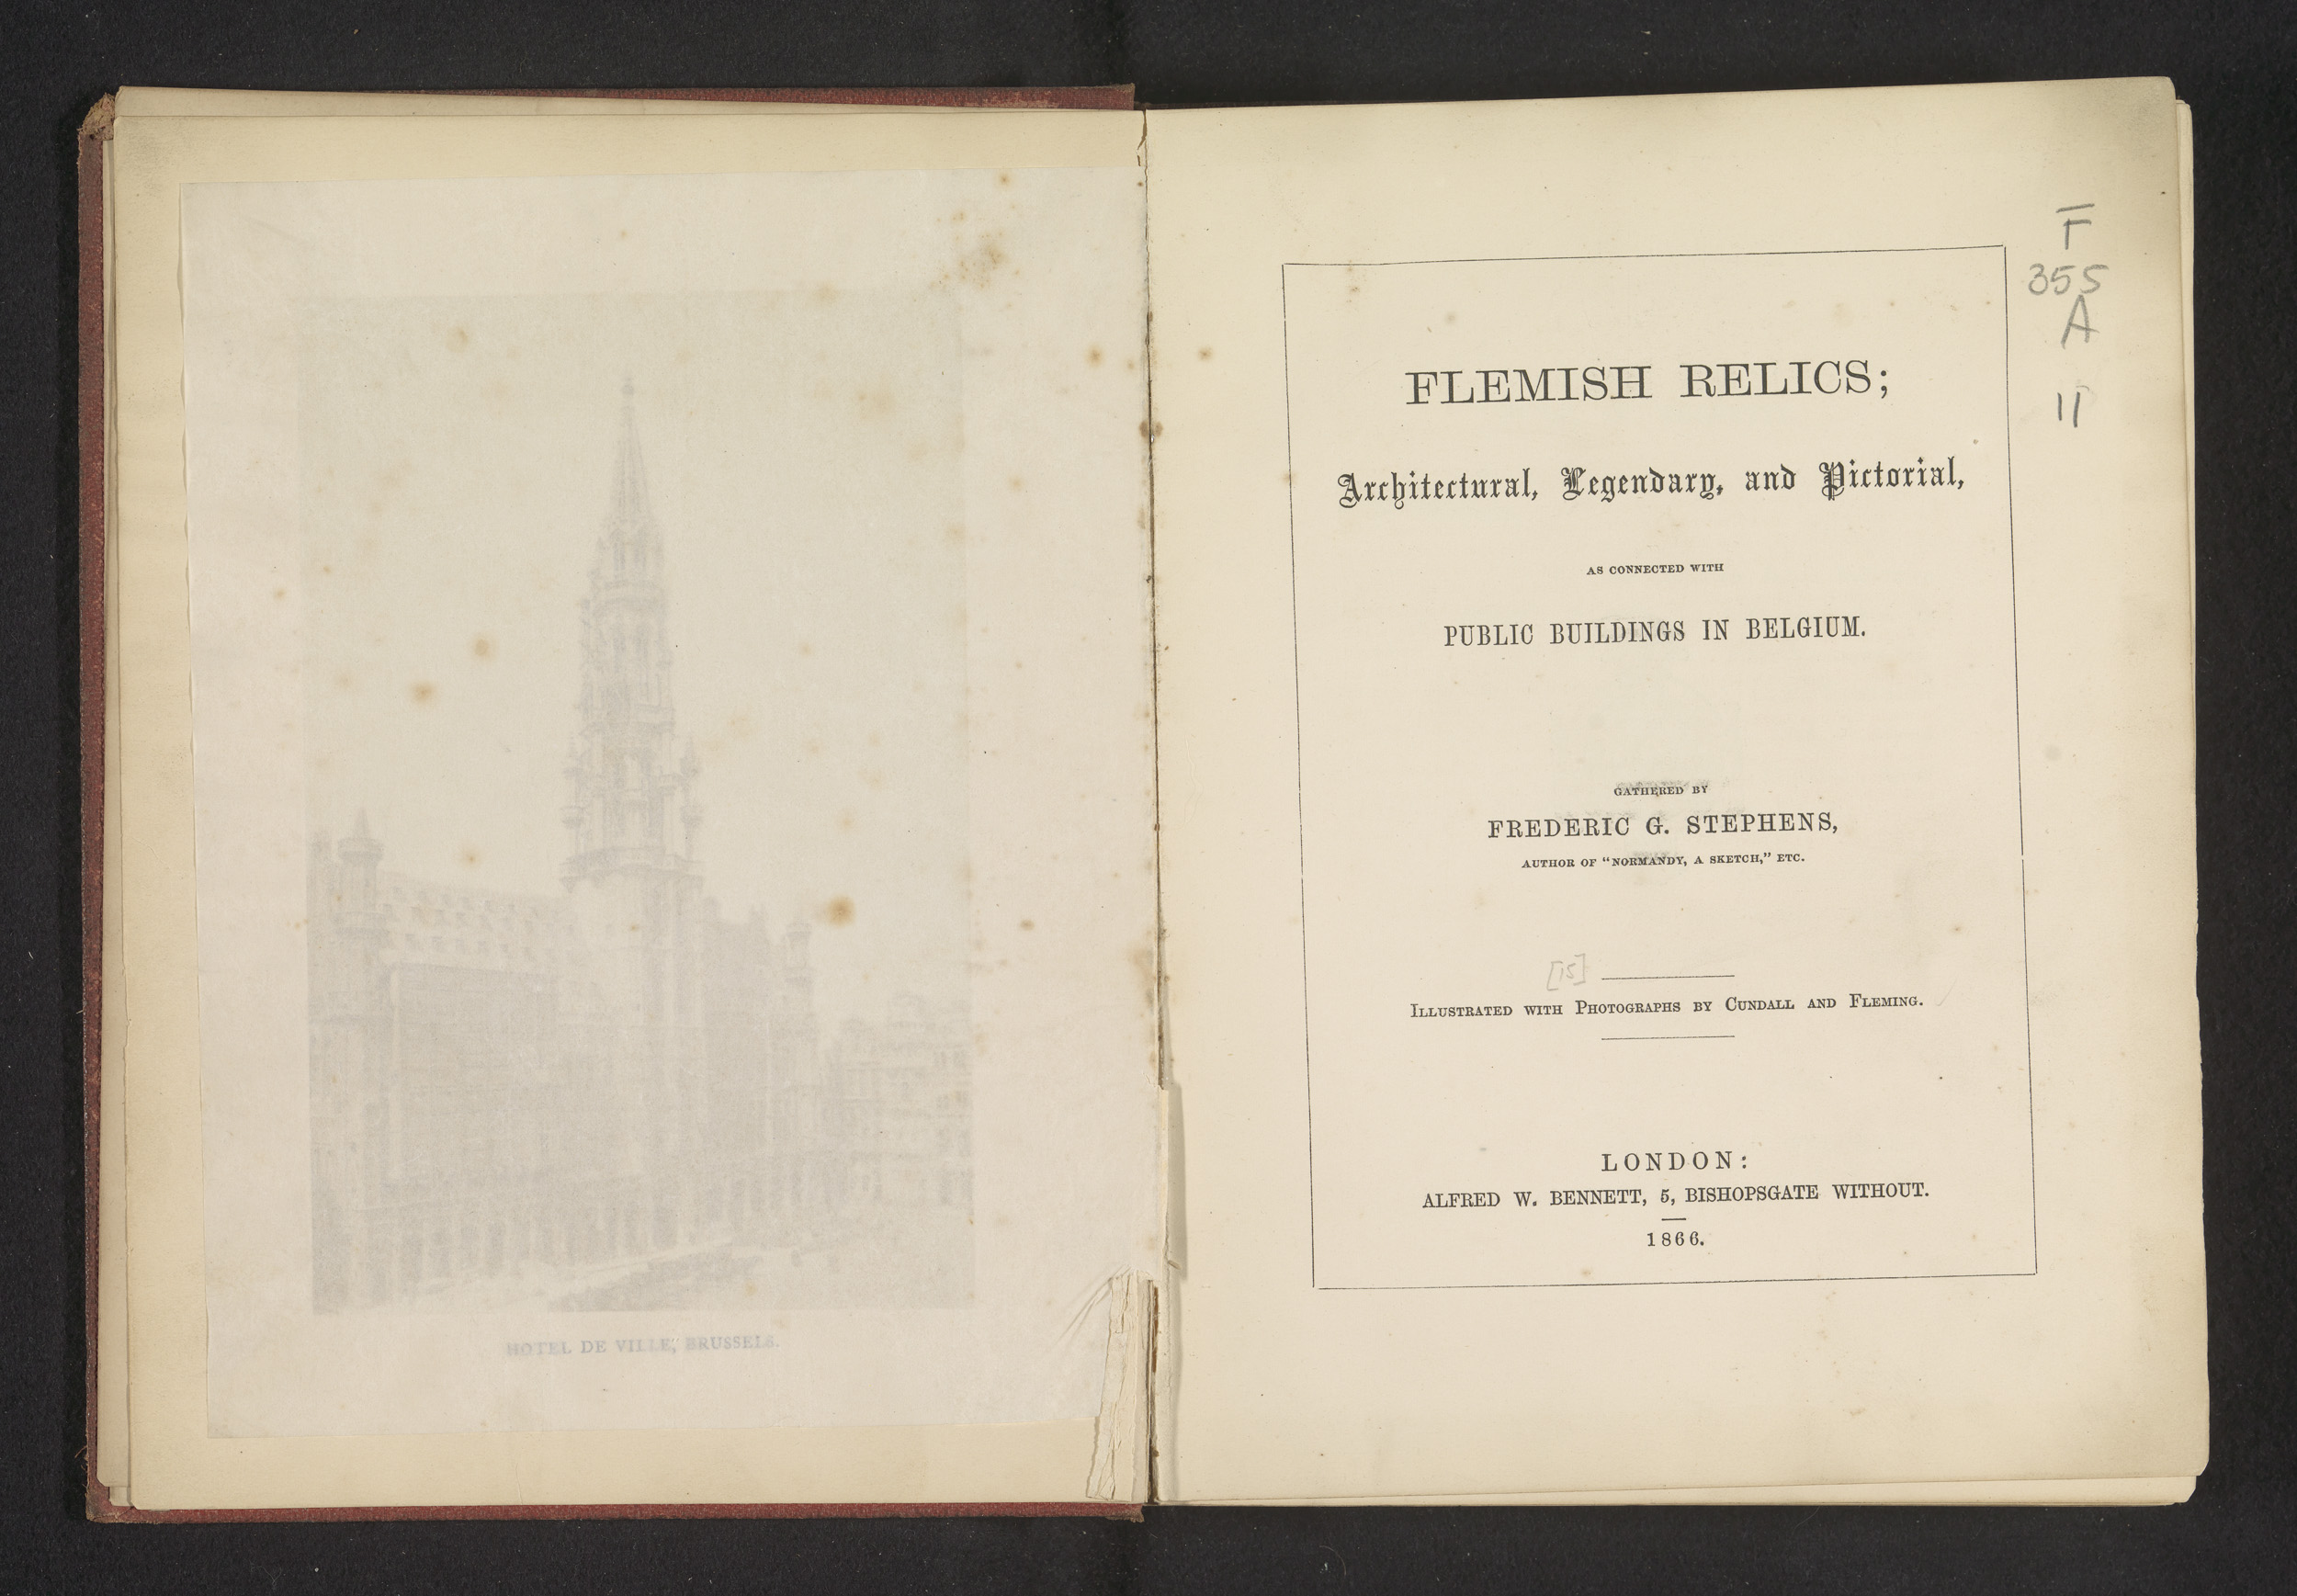 HOTEL DE VILLE, BRUSSELS.
F
355
A
11
FLEMISH RELICS;
Architectural, Legendary, and Pictorial,
AS CONNECTED WITH
PUBLIC BUILDINGS IN BELGIUM.
GATHERED BY
FREDERIC G. STEPHENS,
AUTHOR OF "NORMANDY, A SKETCH," ETC.
[15]
ILLUSTRATED WITH PHOTOGRAPHS BY CUNDALL AND FLEMING.
LONDON:
ALFRED W. BENNETT, 5, BISHOPSGATE WITHOUT.
1866.